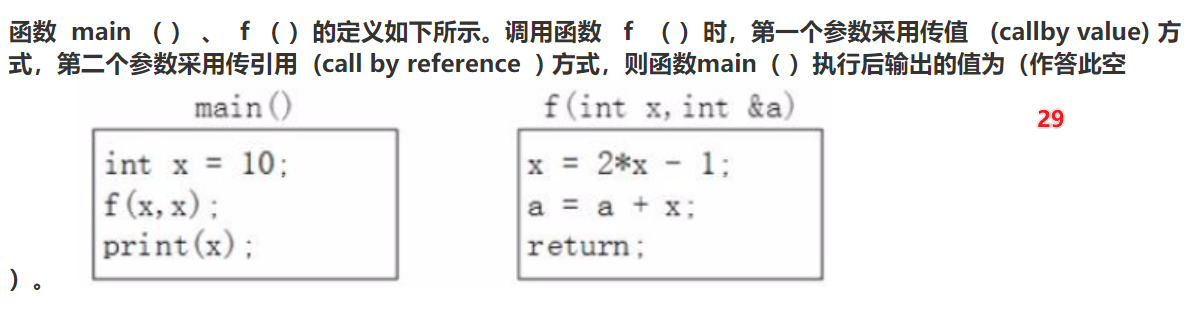 函数 main （ ） 、 f （ ）的定义如下所示。调用函数 f （ ）时，第一个参数采用传值 （callby value) 方
式，第二个参数采用传引用（call by reference ）方式，则函数main（ ）执行后输出的值为（作答此空
main()
int x = 10;
f(x,x);
print(x);
f(int x,int &a)
x = 2*x - 1;
a = a + x;
return;
29
）。